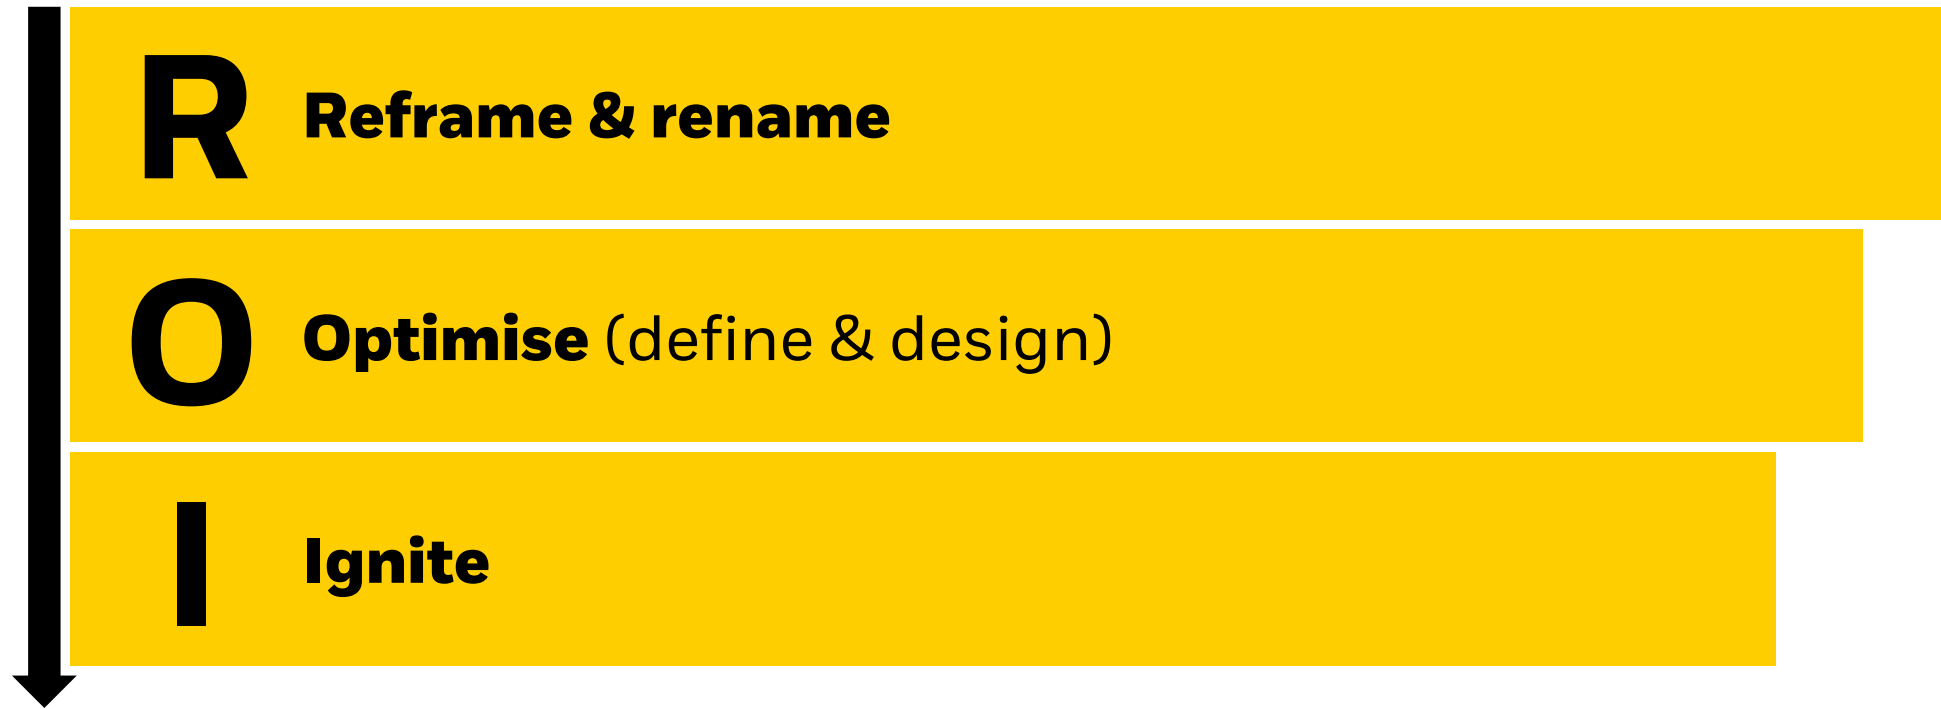 R Reframe & rename
O Optimise (define & design)
I Ignite